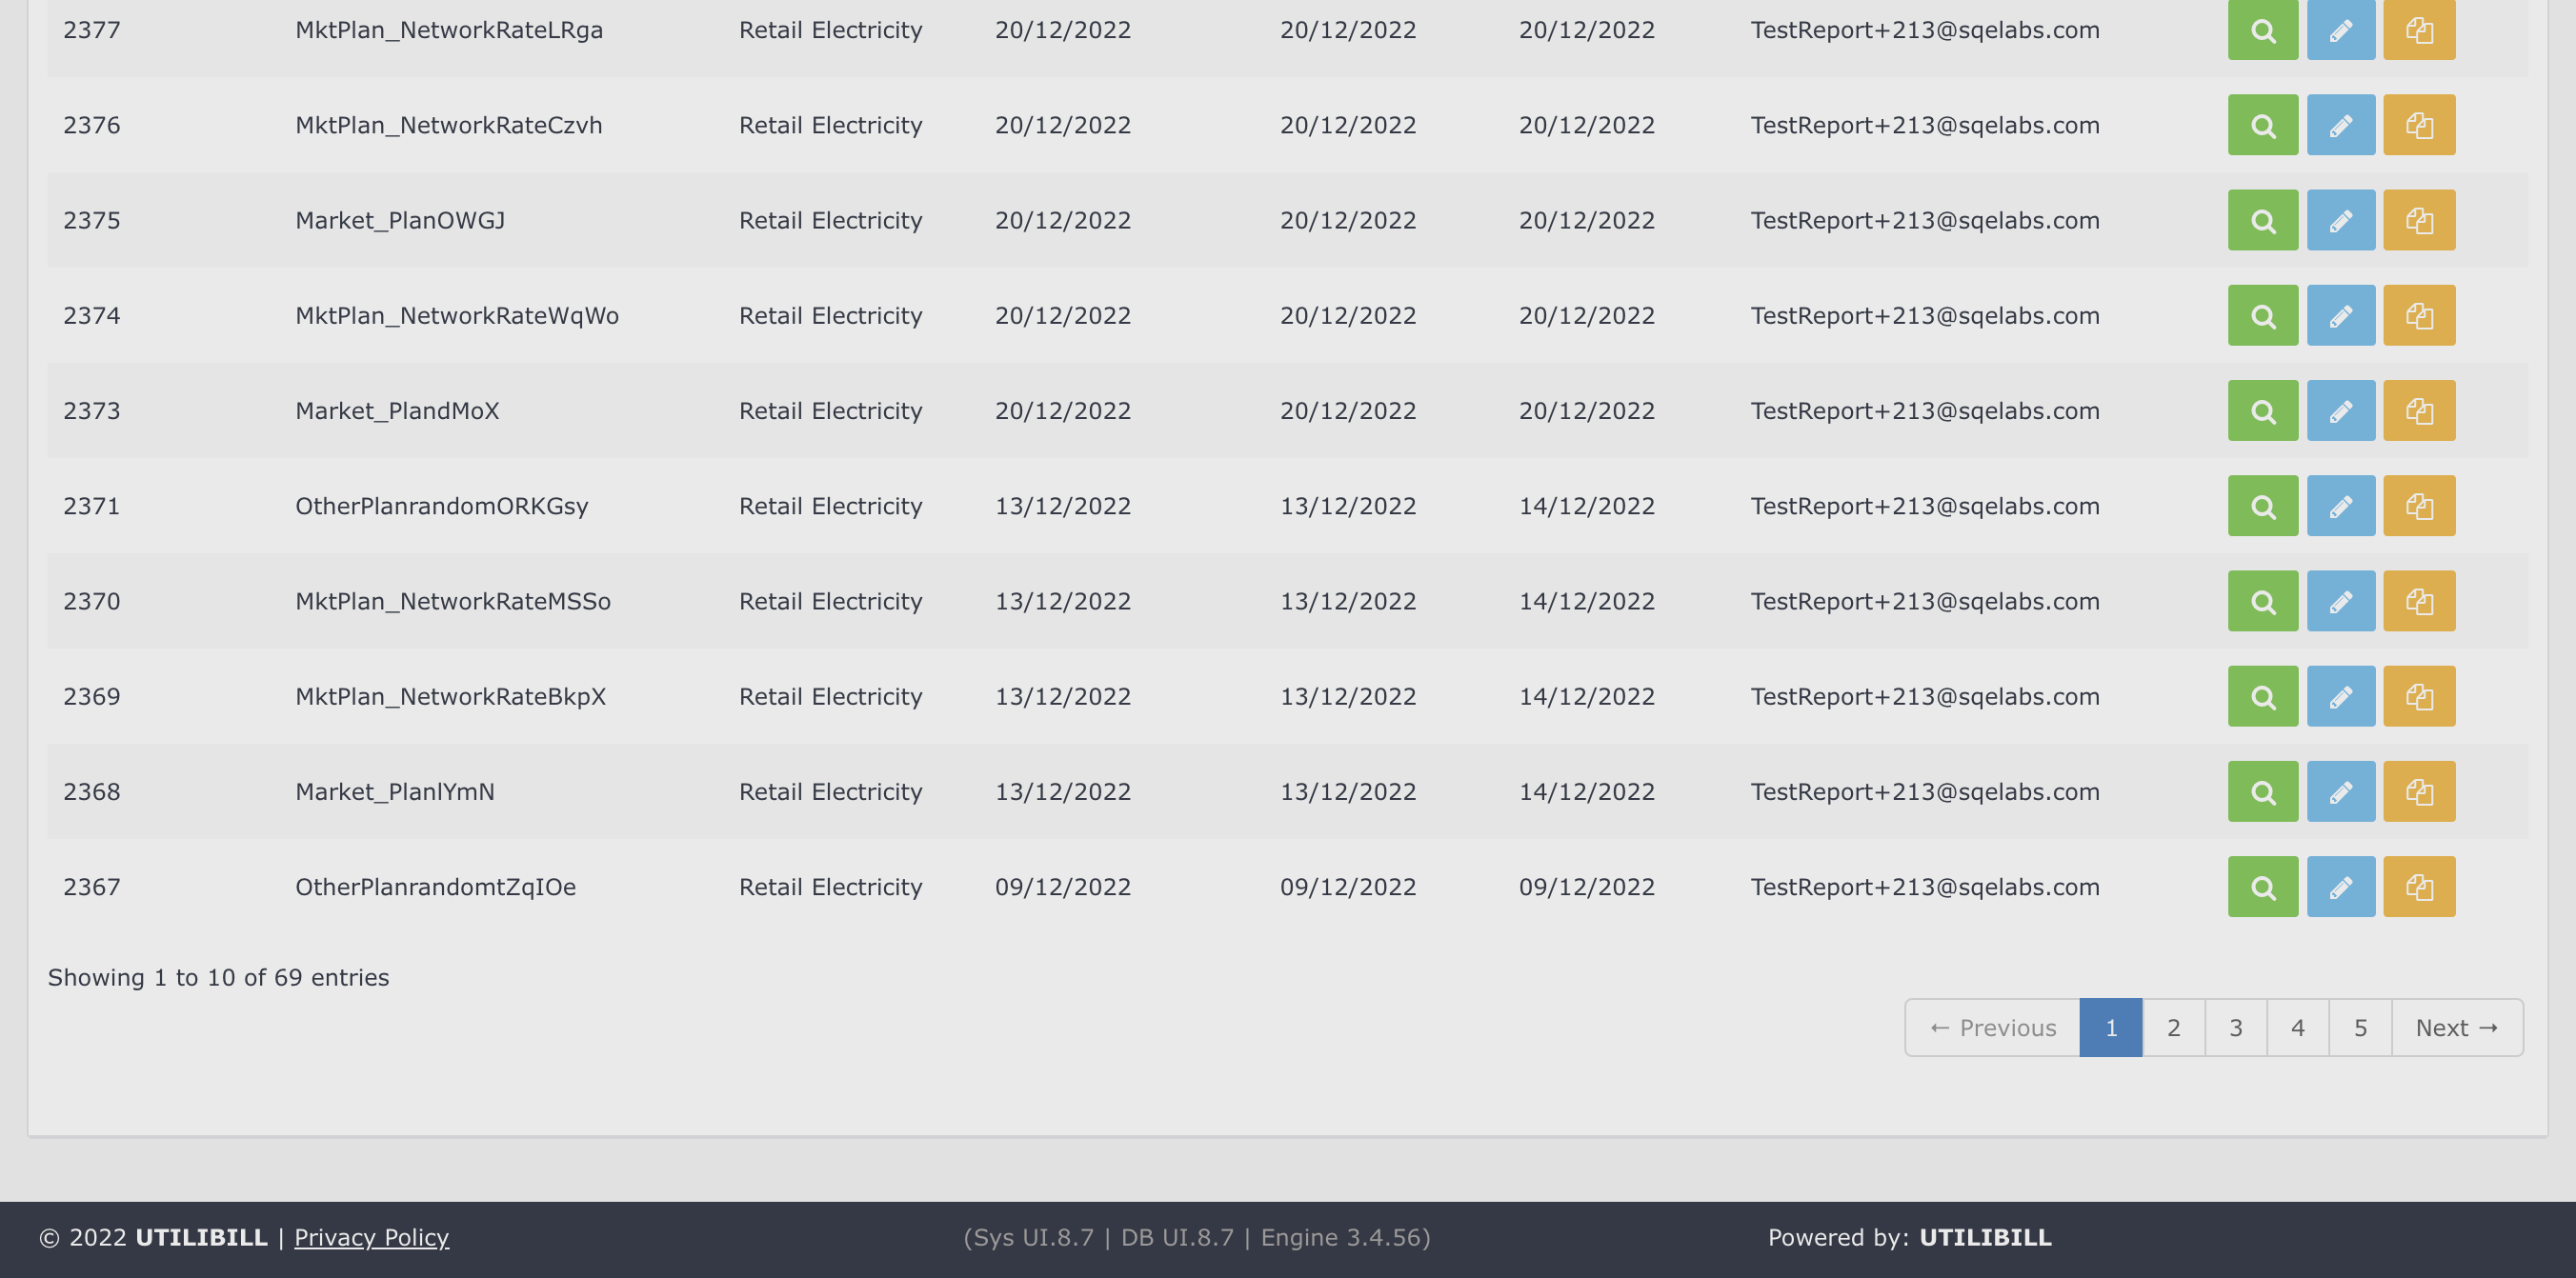 2377 MktPlan_NetworkRateLRga Retail Electricity 20/12/2022 20/12/2022 20/12/2022 TestReport+213@sqelabs.com
2376 MktPlan_NetworkRateCzvh Retail Electricity 20/12/2022 20/12/2022 20/12/2022 TestReport+213@sqelabs.com
2375 Market_PlanOWGJ Retail Electricity 20/12/2022 20/12/2022 20/12/2022 TestReport+213@sqelabs.com
2374 MktPlan_NetworkRateWqWo Retail Electricity 20/12/2022 20/12/2022 20/12/2022 TestReport+213@sqelabs.com
2373 Market_PlandMoX Retail Electricity 20/12/2022 20/12/2022 20/12/2022 TestReport+213@sqelabs.com
2371 OtherPlanrandomORKGsy Retail Electricity 13/12/2022 13/12/2022 14/12/2022 TestReport+213@sqelabs.com
2370 MktPlan_NetworkRateMSSo Retail Electricity 13/12/2022 13/12/2022 14/12/2022 TestReport+213@sqelabs.com
2369 MktPlan_NetworkRateBkpX Retail Electricity 13/12/2022 13/12/2022 14/12/2022 TestReport+213@sqelabs.com
2368 Market_PlanlYmN Retail Electricity 13/12/2022 13/12/2022 14/12/2022 TestReport+213@sqelabs.com
2367 OtherPlanrandomtZqIOe Retail Electricity 09/12/2022 09/12/2022 09/12/2022 TestReport+213@sqelabs.com
Showing 1 to 10 of 69 entries
← Previous 1 2 3 4 5 Next →
© 2022 UTILIBILL | Privacy Policy (Sys UI.8.7 | DB UI.8.7 | Engine 3.4.56) Powered by: UTILIBILL